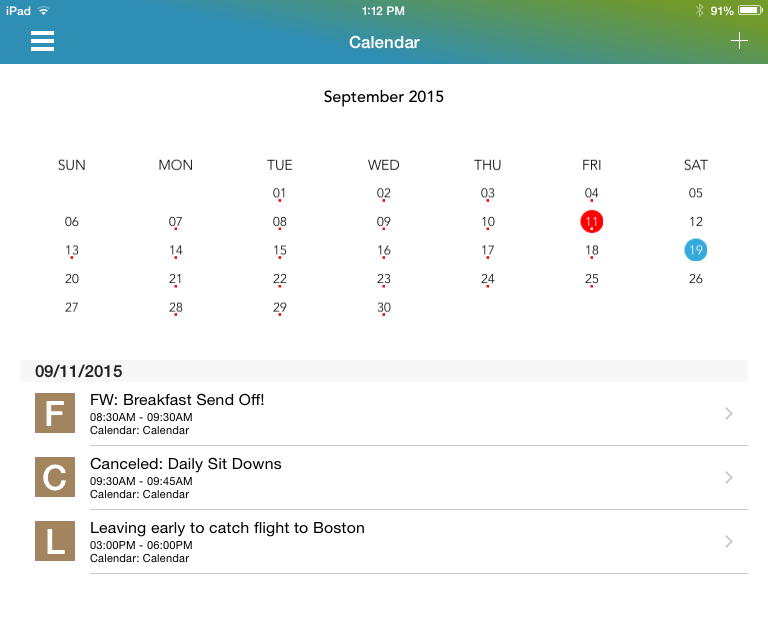 iPad 1:12 PM 91%
Calendar
September 2015
SUN MON TUE WED THU FRI SAT
01 02 03 04 05
06 07 08 09 10 11 12
13 14 15 16 17 18 19
20 21 22 23 24 25 26
27 28 29 30
09/11/2015
F
FW: Breakfast Send Off!
08:30AM - 09:30AM
Calendar: Calendar
C
Canceled: Daily Sit Downs
09:30AM - 09:45AM
Calendar: Calendar
L
Leaving early to catch flight to Boston
03:00PM - 06:00PM
Calendar: Calendar